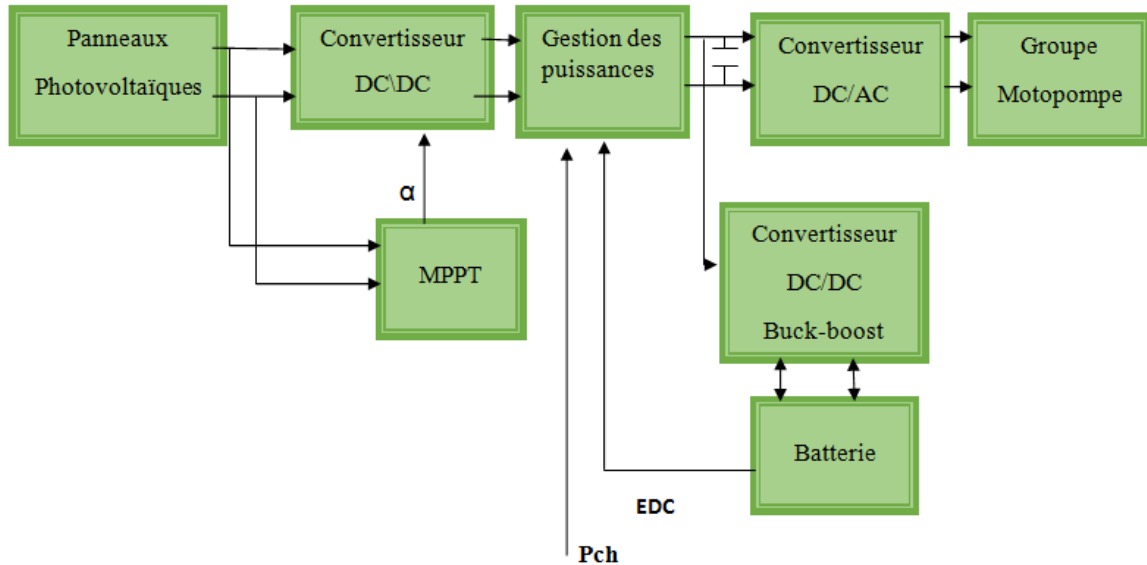 Panneaux
Photovoltaïques
Convertisseur
DC\DC
Gestion des
puissances
Convertisseur
DC/AC
Groupe
Motopompe
α
MPPT
Convertisseur
DC/DC
Buck-boost
Batterie
EDC
Pch